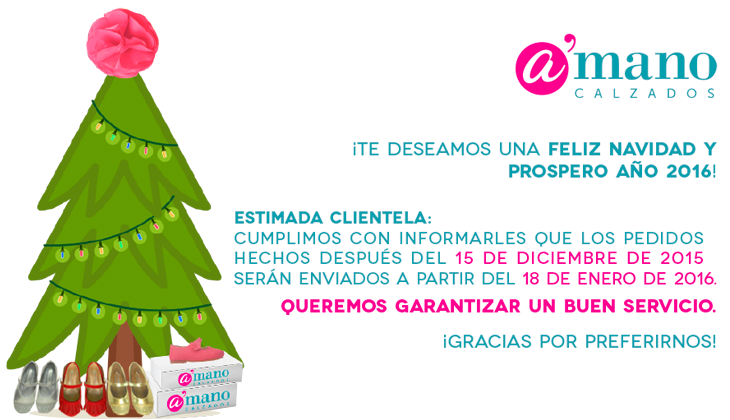 a'mano
CALZADOS
¡TE DESEAMOS UNA FELIZ NAVIDAD Y
PROSPERO AÑO 2016!
ESTIMADA CLIENTELA:
CUMPLIMOS CON INFORMARLES QUE LOS PEDIDOS
HECHOS DESPUÉS DEL 15 DE DICIEMBRE DE 2015
SERÁN ENVIADOS A PARTIR DEL 18 DE ENERO DE 2016.
QUEREMOS GARANTIZAR UN BUEN SERVICIO.
¡GRACIAS POR PREFERIRNOS!
a'mano
CALZADOS
a'mano
CALZADOS